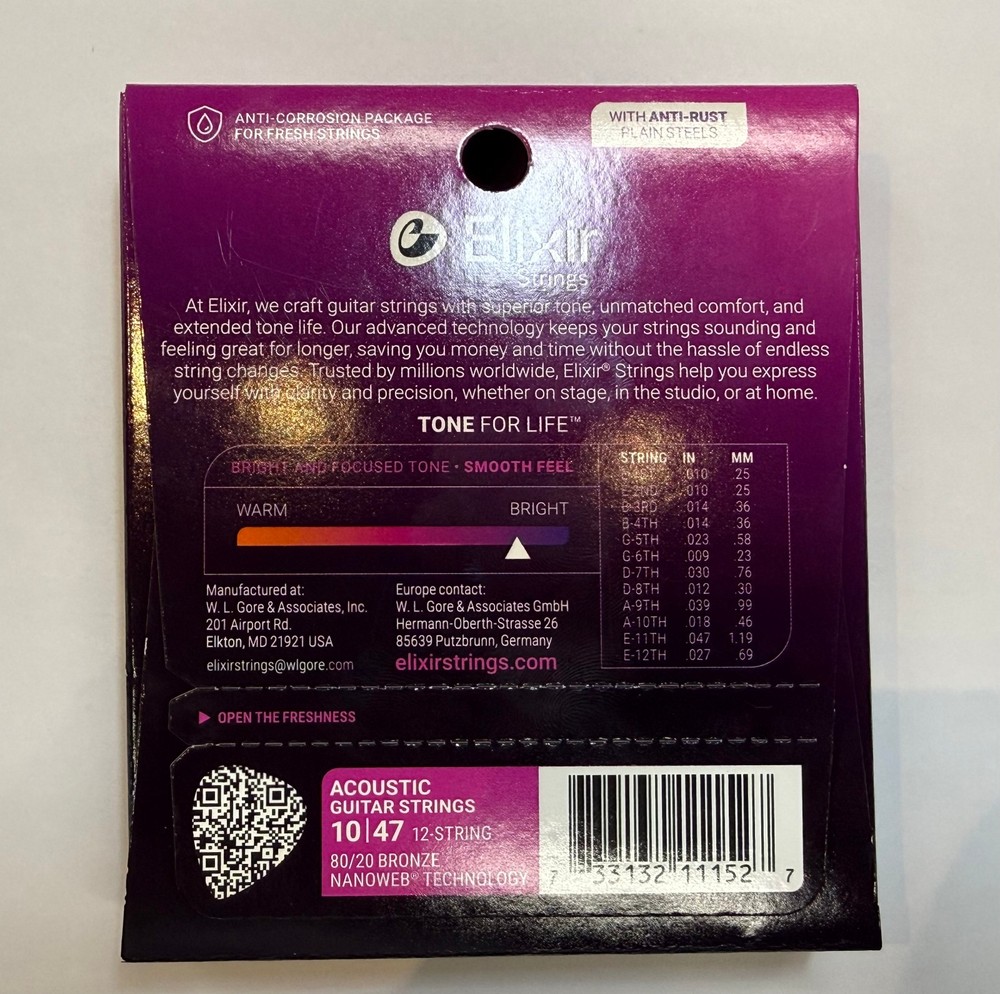 ANTI-CORROSION PACKAGE
FOR FRESH STRINGS
WITH ANTI-RUST
PLAIN STEELS
Elixir
Strings
At Elixir, we craft guitar strings with superior tone, unmatched comfort, and
extended tone life. Our advanced technology keeps your strings sounding and
feeling great for longer, saving you money and time without the hassle of endless
string changes. Trusted by millions worldwide, Elixir® Strings help you express
yourself with clarity and precision, whether on stage, in the studio, or at home.
TONE FOR LIFE™
BRIGHT AND FOCUSED TONE • SMOOTH FEEL
WARM BRIGHT
STRING IN MM
.010 .25
.010 .25
.014 .36
B-4TH .014 .36
G-5TH .023 .58
G-6TH .009 .23
D-7TH .030 .76
D-8TH .012 .30
A-9TH .039 .99
A-10TH .018 .46
E-11TH .047 1.19
E-12TH .027 .69
Manufactured at:
W. L. Gore & Associates, Inc.
201 Airport Rd.
Elkton, MD 21921 USA
elixirstrings@wlgore.com
Europe contact:
W. L. Gore & Associates GmbH
Hermann-Oberth-Strasse 26
85639 Putzbrunn, Germany
elixirstrings.com
OPEN THE FRESHNESS
ACOUSTIC
GUITAR STRINGS
10|47 12-STRING
80/20 BRONZE
NANOWEB® TECHNOLOGY
7 33132 11152 7